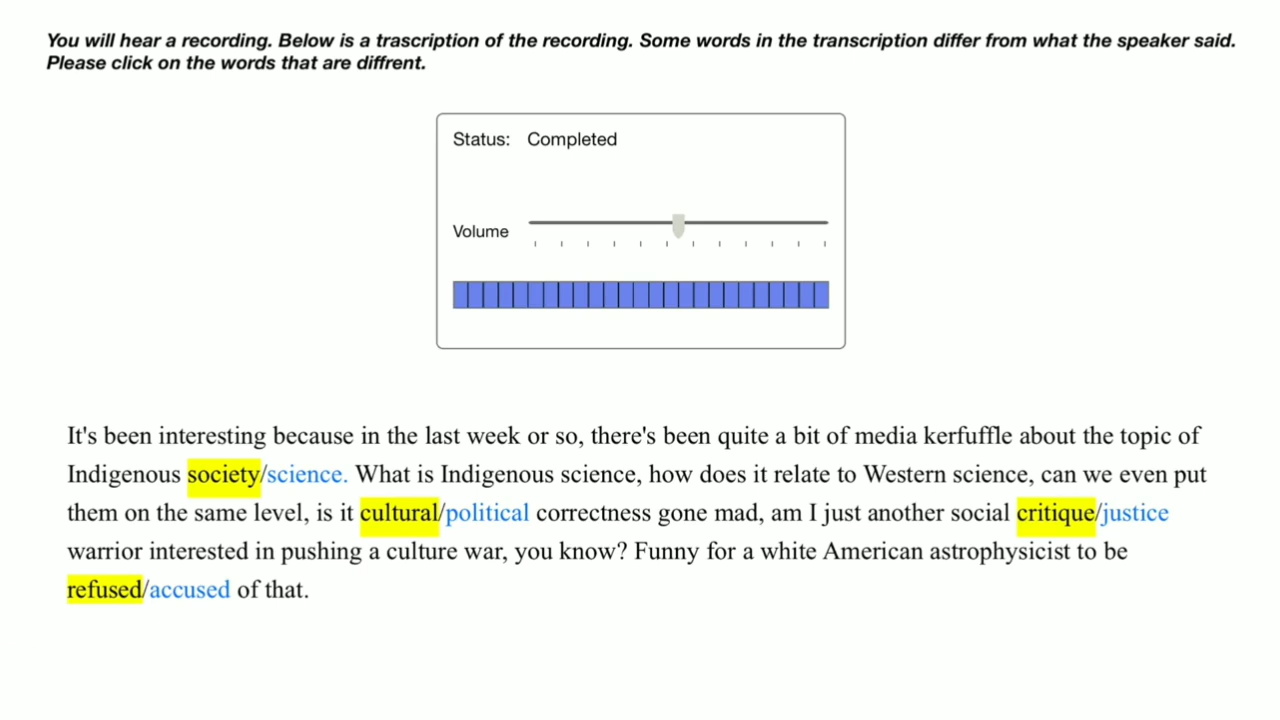 You will hear a recording. Below is a trascription of the recording. Some words in the transcription differ from what the speaker said.
Please click on the words that are diffrent.
Status: Completed
Volume
It's been interesting because in the last week or so, there's been quite a bit of media kerfuffle about the topic of
Indigenous society/science. What is Indigenous science, how does it relate to Western science, can we even put
them on the same level, is it cultural/political correctness gone mad, am I just another social critique/justice
warrior interested in pushing a culture war, you know? Funny for a white American astrophysicist to be
refused/accused of that.